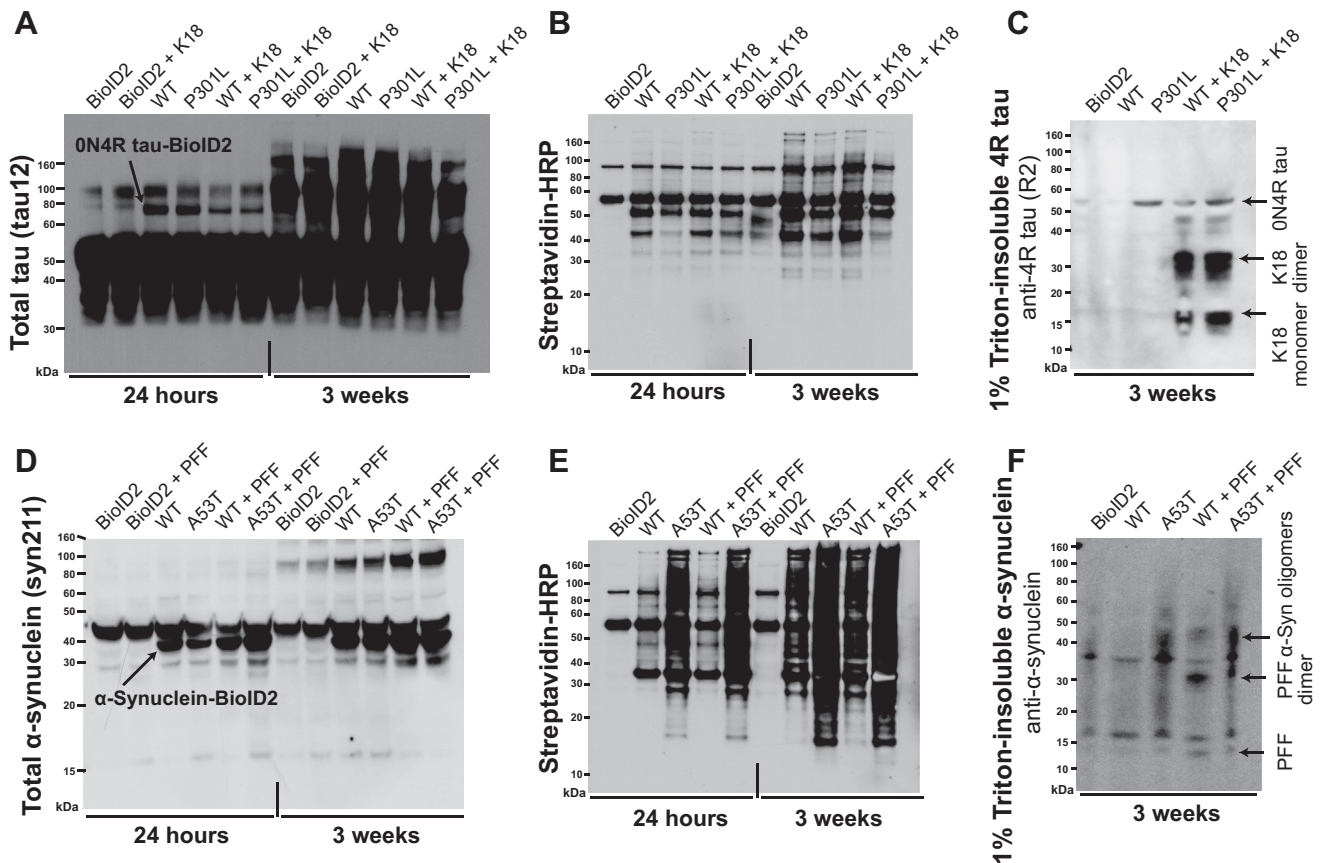 A
BioID2
BioID2 + K18
WT
P301L
WT + K18
P301L + K18
BioID2
BioID2 + K18
WT
P301L
WT + K18
P301L + K18
Total tau (tau12)
0N4R tau-BioID2
160
100
80
60
50
40
30
kDa
24 hours
3 weeks
B
BioID2
WT
P301L
WT + K18
P301L + K18
BioID2
WT
P301L
WT + K18
P301L + K18
Streptavidin-HRP
160
100
80
60
50
40
30
20
10
kDa
24 hours
3 weeks
C
BioID2
WT
P301L
WT + K18
P301L + K18
1% Triton-insoluble 4R tau
anti-4R tau (R2)
160
100
80
60
50
40
30
20
15
10
kDa
0N4R tau
K18
dimer
K18
monomer
3 weeks
D
BioID2
BioID2 + PFF
WT
A53T
WT + PFF
A53T + PFF
BioID2
BioID2 + PFF
WT
A53T
WT + PFF
A53T + PFF
Total α-synuclein (syn211)
160
100
80
60
50
40
30
20
15
kDa
α-Synuclein-BioID2
24 hours
3 weeks
E
BioID2
WT
A53T
WT + PFF
A53T + PFF
BioID2
WT
A53T
WT + PFF
A53T + PFF
Streptavidin-HRP
160
100
80
60
50
40
30
20
10
kDa
24 hours
3 weeks
F
BioID2
WT
A53T
WT + PFF
A53T + PFF
1% Triton-insoluble α-synuclein
anti-α-synuclein
160
100
80
60
50
40
30
20
15
10
kDa
α-Syn oligomers
PFF
dimer
PFF
3 weeks